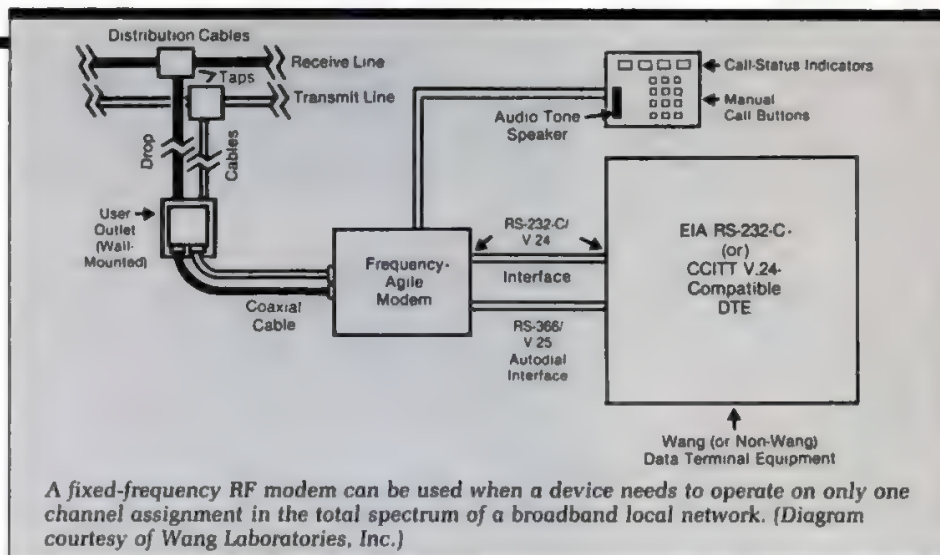 Distribution Cables
Receive Line
Taps
Transmit Line
Drop
Cables
User
Outlet
(Wall-
Mounted)
Coaxial
Cable
Frequency-
Agile
Modem
Audio Tone
Speaker
Call-Status Indicators
Manual
Call Buttons
RS-232-C/
V 24
Interface
RS-366/
V 25
Autodial
Interface
EIA RS-232-C-
(or)
CCITT V.24-
Compatible
DTE
Wang (or Non-Wang)
Data Terminal Equipment
A fixed-frequency RF modem can be used when a device needs to operate on only one
channel assignment in the total spectrum of a broadband local network. (Diagram
courtesy of Wang Laboratories, Inc.)